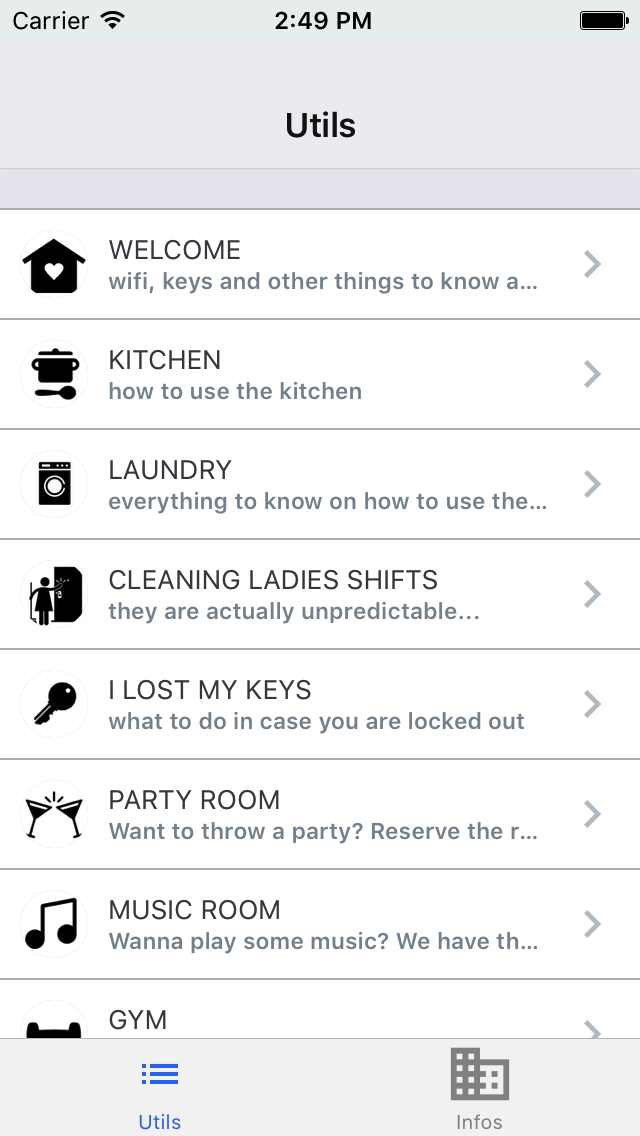 Carrier 2:49 PM
Utils
WELCOME
wifi, keys and other things to know a...
KITCHEN
how to use the kitchen
LAUNDRY
everything to know on how to use the...
CLEANING LADIES SHIFTS
they are actually unpredictable...
I LOST MY KEYS
what to do in case you are locked out
PARTY ROOM
Want to throw a party? Reserve the r...
MUSIC ROOM
Wanna play some music? We have th...
GYM
Utils Infos